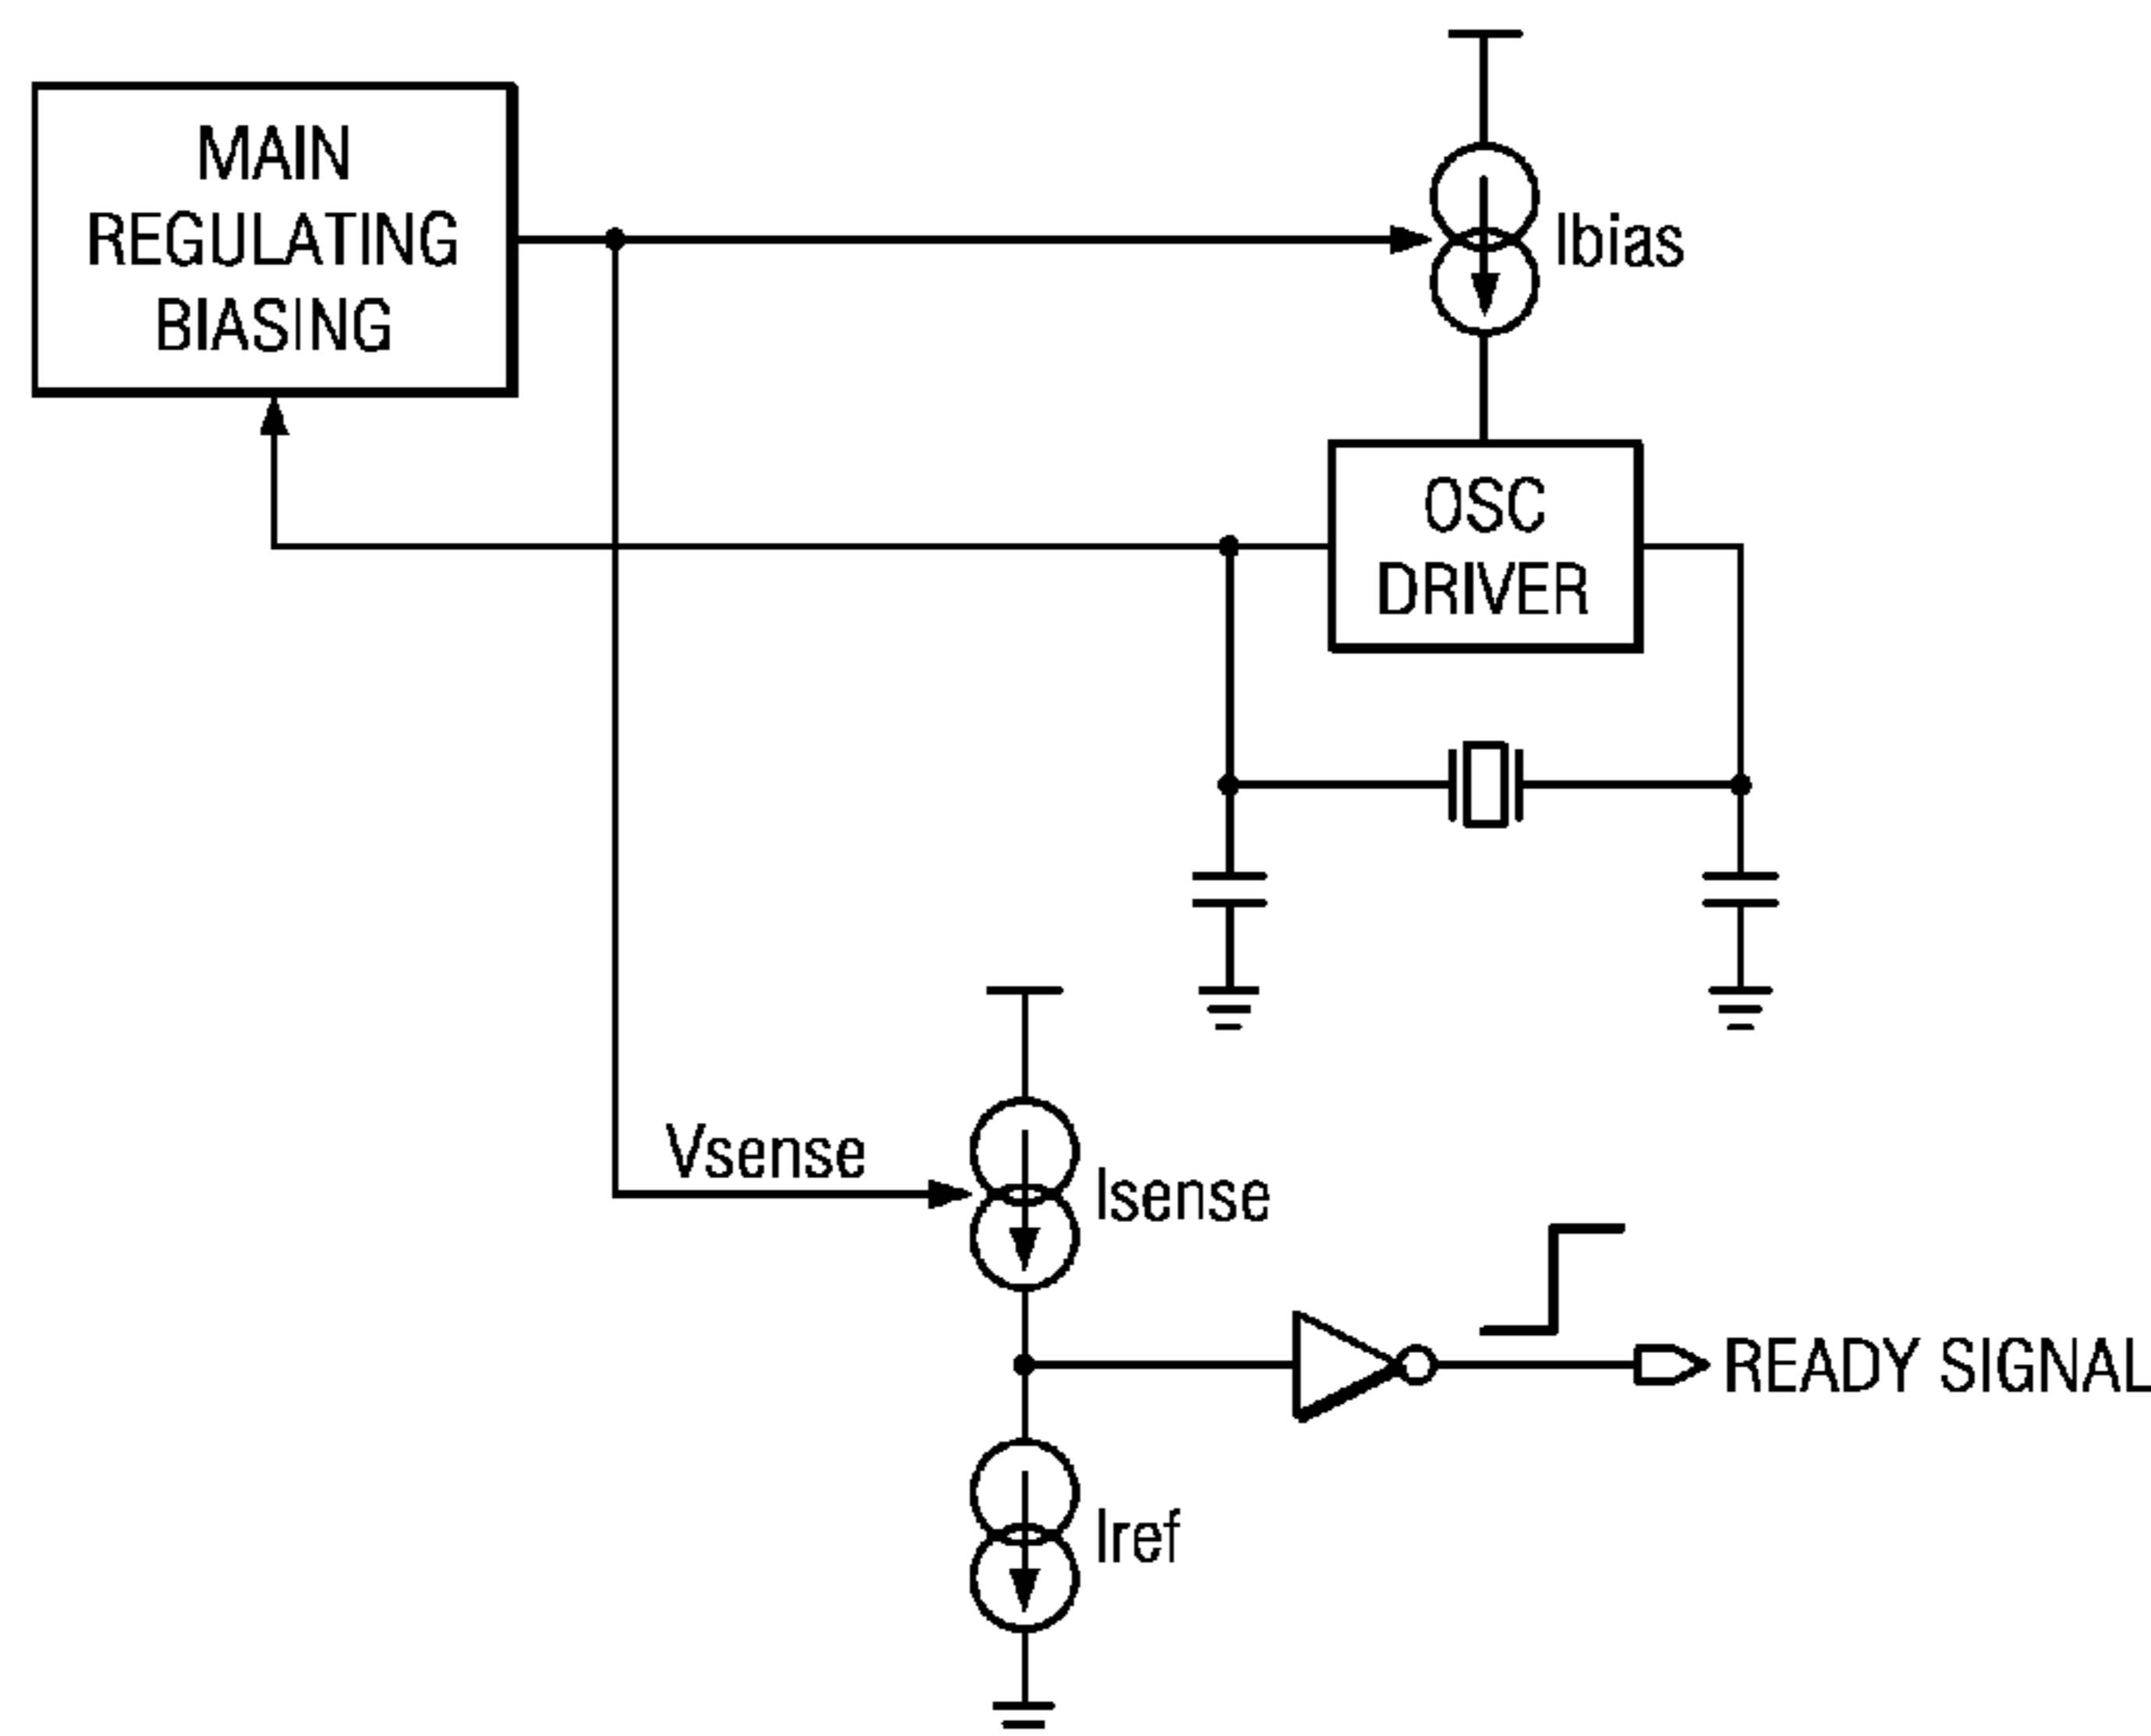 MAIN
REGULATING
BIASING
Ibias
OSC
DRIVER
Vsense
Isense
READY SIGNAL
Iref